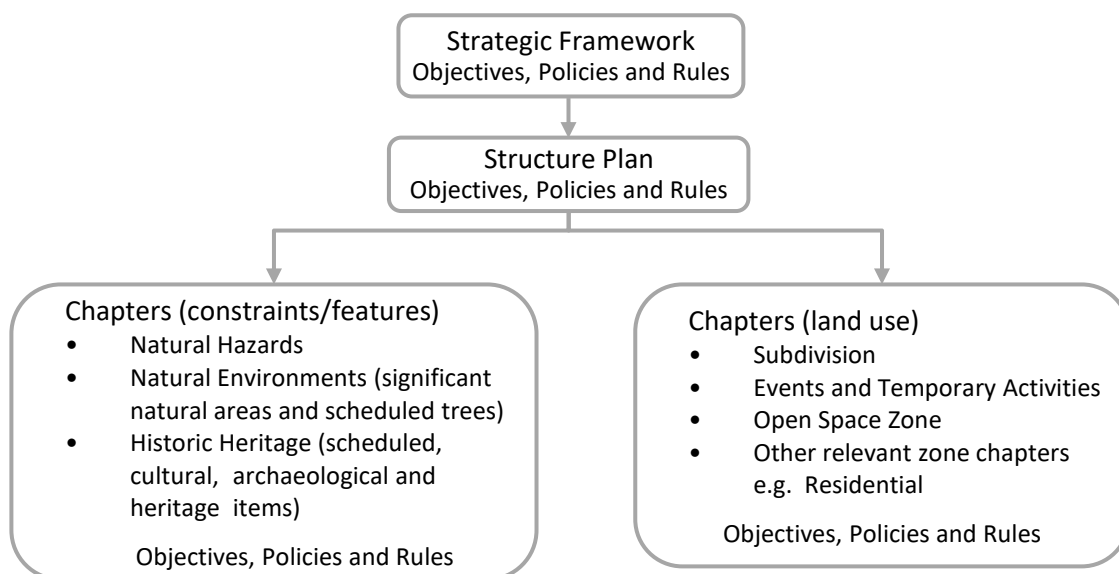 Strategic Framework
Objectives, Policies and Rules
Structure Plan
Objectives, Policies and Rules
Chapters (constraints/features)
• Natural Hazards
• Natural Environments (significant
natural areas and scheduled trees)
• Historic Heritage (scheduled,
cultural, archaeological and
heritage items)
Objectives, Policies and Rules
Chapters (land use)
• Subdivision
• Events and Temporary Activities
• Open Space Zone
• Other relevant zone chapters
e.g. Residential
Objectives, Policies and Rules